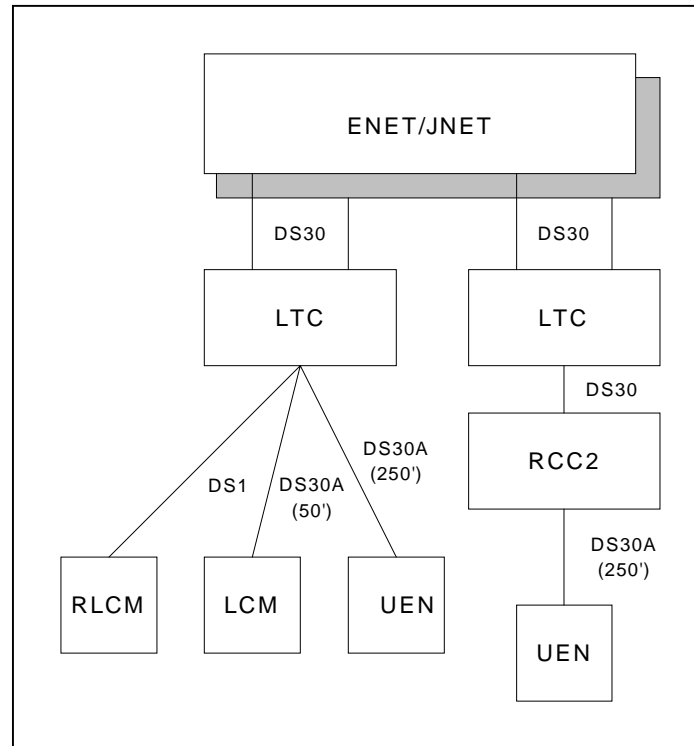 ENET/JNET
DS30
DS30
LTC
LTC
DS30
RCC2
DS1
DS30A
(50')
DS30A
(250')
DS30A
(250')
RLCM
LCM
UEN
UEN